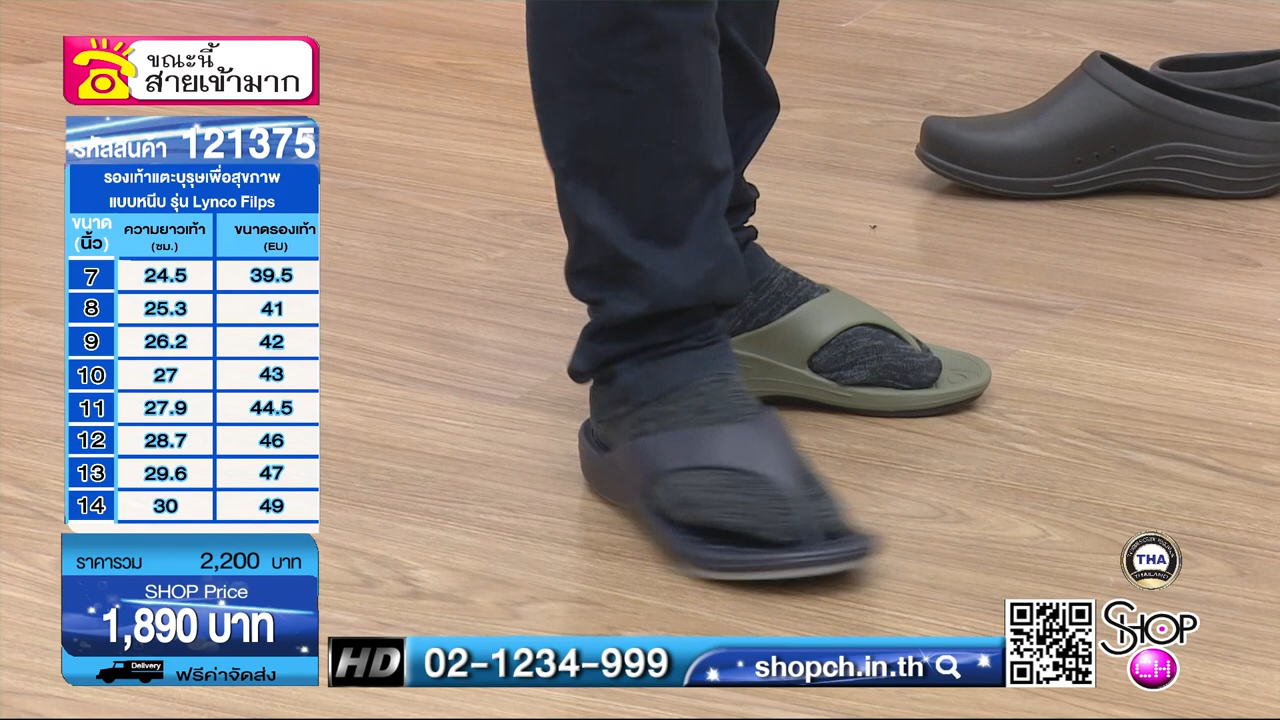 ขณะนี้
สายเข้ามาก
รหัสสินค้า 121375
รองเท้าแตะบุรุษเพื่อสุขภาพ
แบบหนีบ รุ่น Lynco Filps
ขนาด (นิ้ว) ความยาวเท้า (ซม.) ขนาดรองเท้า (EU)
7 24.5 39.5
8 25.3 41
9 26.2 42
10 27 43
11 27.9 44.5
12 28.7 46
13 29.6 47
14 30 49
ราคารวม 2,200 บาท
SHOP Price
1,890 บาท
Delivery ฟรีค่าจัดส่ง
HD 02-1234-999 shopch.in.th
THA
THAILAND
SHOP
CH